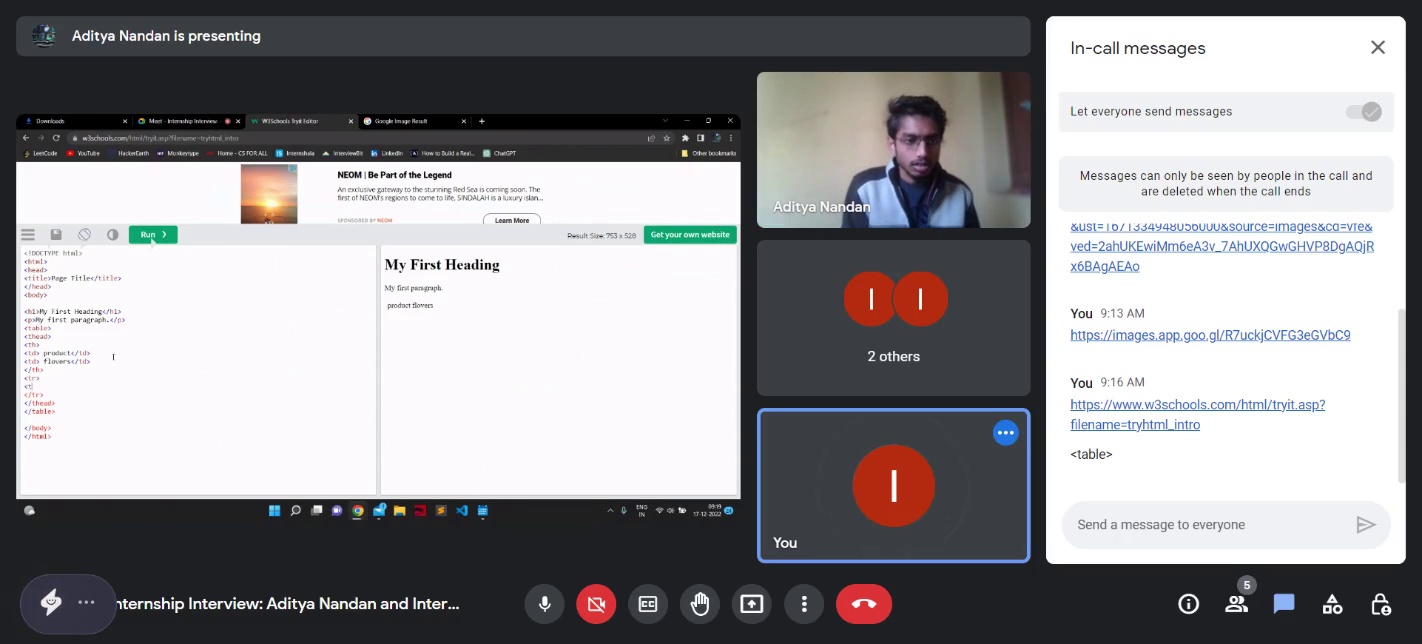 Aditya Nandan is presenting
Downloads
Meet - Internship Interview
W3Schools Tryit Editor
Google Image Result
w3schools.com/html/tryit.asp?filename=tryhtml_intro
LeetCode
YouTube
HackerEarth
Monkeytype
Home - CS FOR ALL
Internshala
InterviewBit
LinkedIn
How to Build a Real...
ChatGPT
Other bookmarks
NEOM | Be Part of the Legend
An exclusive gateway to the stunning Red Sea is coming soon. The
first of NEOM's regions to come to life, SINDALAH is a luxury islan...
SPONSORED BY NEOM
Learn More
Run
Result Size: 753 x 528
Get your own website
<!DOCTYPE html>
<html>
<head>
<title>Page Title</title>
</head>
<body>
<h1>My First Heading</h1>
<p>My first paragraph.</p>
<table>
<thead>
<th>
<td> product</td>
<td> flovers</td>
</th>
<tr>
<t
</tr>
</thead>
</table>
</body>
</html>
My First Heading
My first paragraph.
product flovers
ENG
IN
09:19
17-12-2022
Aditya Nandan
I I
2 others
I
You
In-call messages
Let everyone send messages
Messages can only be seen by people in the call and
are deleted when the call ends
&ust=1671334948056000&source=images&cd=vfe&
ved=2ahUKEwiMm6eA3v_7AhUXQGwGHVP8DgAQjR
x6BAgAEAo
You 9:13 AM
https://images.app.goo.gl/R7uckjCVFG3eGVbC9
You 9:16 AM
https://www.w3schools.com/html/tryit.asp?
filename=tryhtml_intro
<table>
Send a message to everyone
nternship Interview: Aditya Nandan and Inter...
CC
5